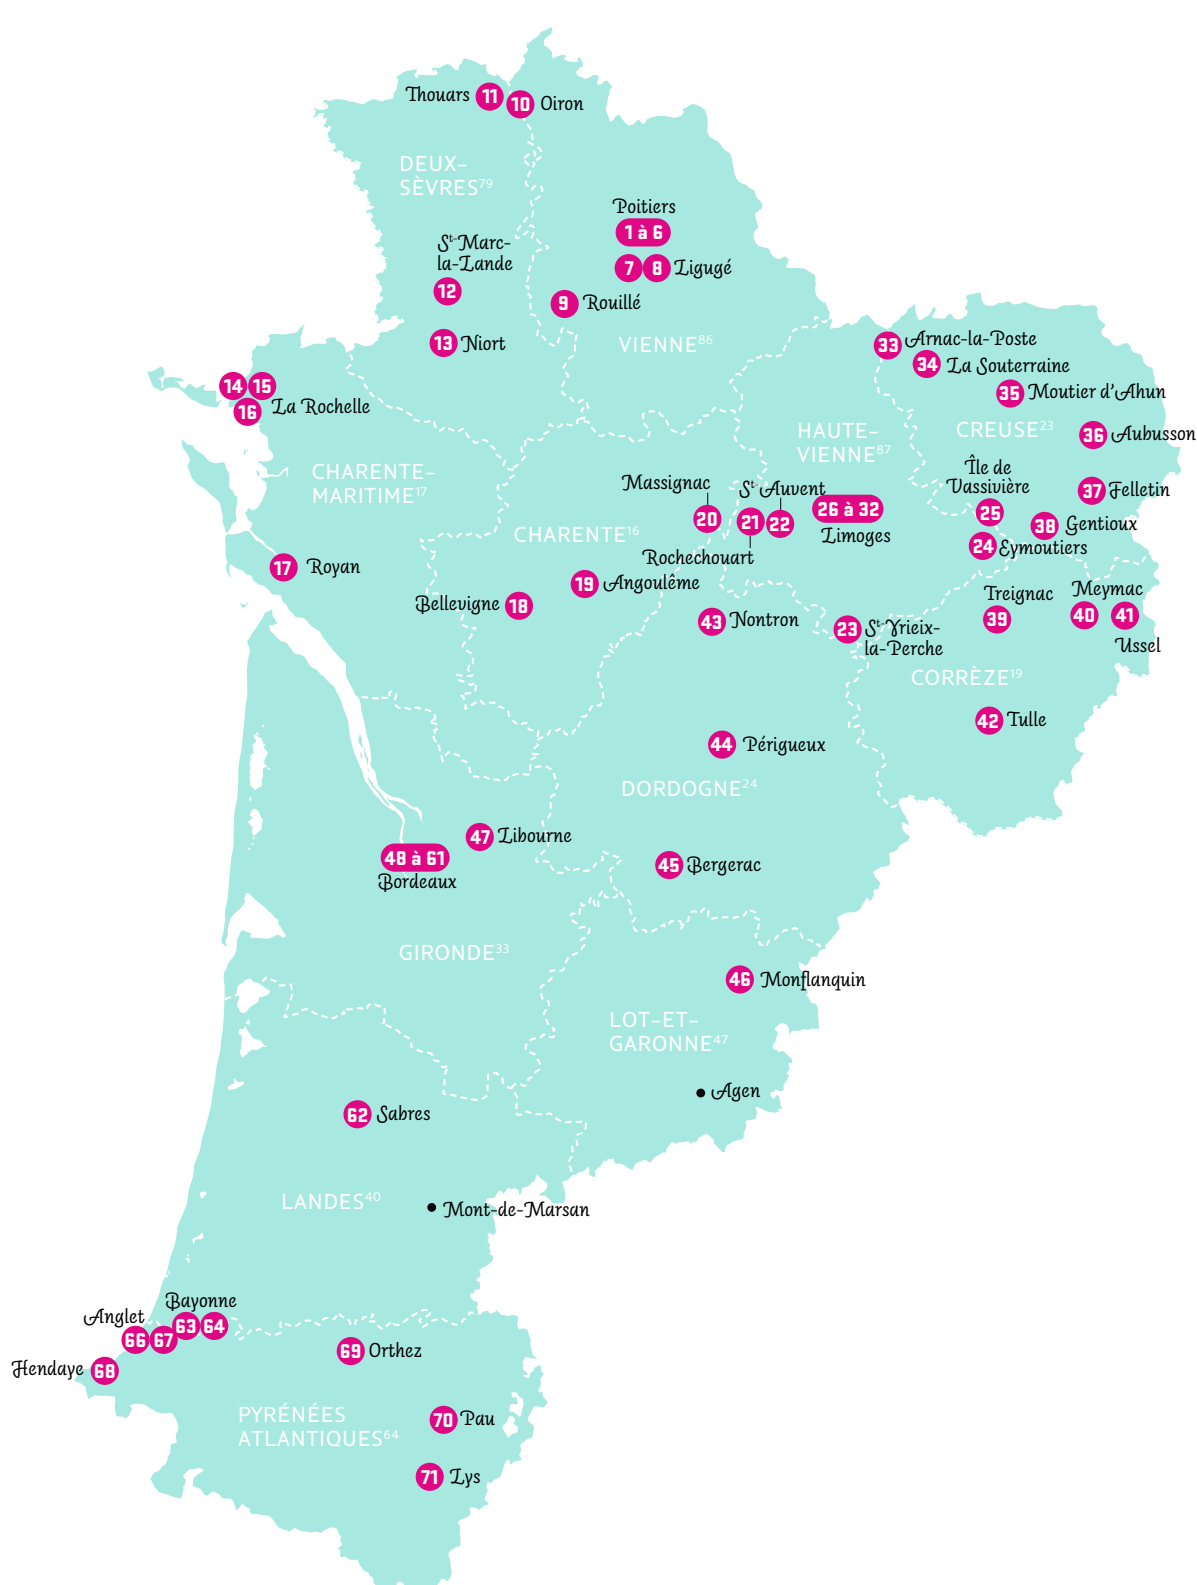 Thouars 11
10 Oiron
DEUX–
SÈVRES79
Poitiers
1 à 6
7 8 Ligugé
St-Marc-
la-Lande
12
9 Rouillé
13 Niort
VIENNE86
33 Arnac-la-Poste
34 La Souterraine
35 Moutier d'Ahun
14 15
16 La Rochelle
HAUTE–
VIENNE87
CREUSE23
36 Aubusson
CHARENTE–
MARITIME17
Île de
Vassivière
25
37 Felletin
Massignac
20
St-Auvent
21 22
Rochechouart
26 à 32
Limoges
38 Gentioux
24 Eymoutiers
CHARENTE16
17 Royan
19 Angoulême
Bellevigne 18
Treignac
39
Meymac
40 41
Ussel
43 Nontron
23 St-Yrieix-
la-Perche
CORRÈZE19
42 Tulle
44 Périgueux
DORDOGNE24
47 Libourne
48 à 61
Bordeaux
45 Bergerac
GIRONDE33
46 Monflanquin
LOT–ET–
GARONNE47
Agen
62 Sabres
LANDES40
Mont-de-Marsan
Bayonne
63 64
Anglet
66 67
Hendaye 68
69 Orthez
PYRÉNÉES
ATLANTIQUES64
70 Pau
71 Lys